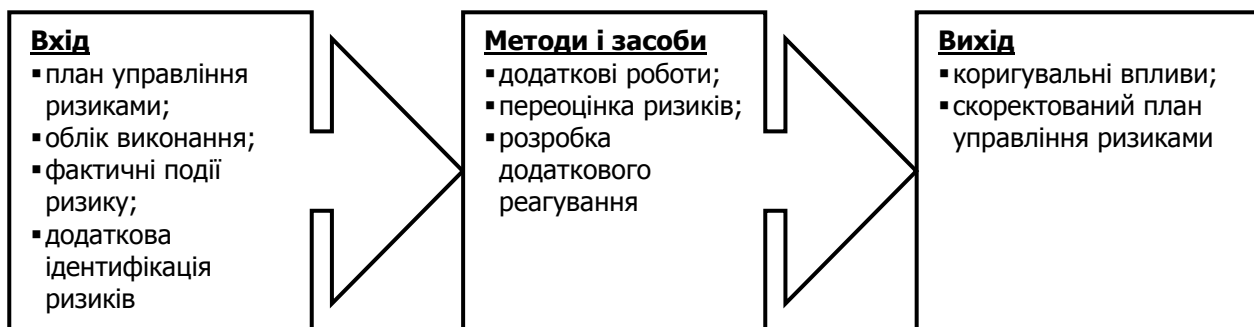 Вхід
▪план управління
ризиками;
▪облік виконання;
▪фактичні події
ризику;
▪додаткова
ідентифікація
ризиків
Методи і засоби
▪додаткові роботи;
▪переоцінка ризиків;
▪розробка
додаткового
реагування
Вихід
▪коригувальні впливи;
▪скоректований план
управління ризиками